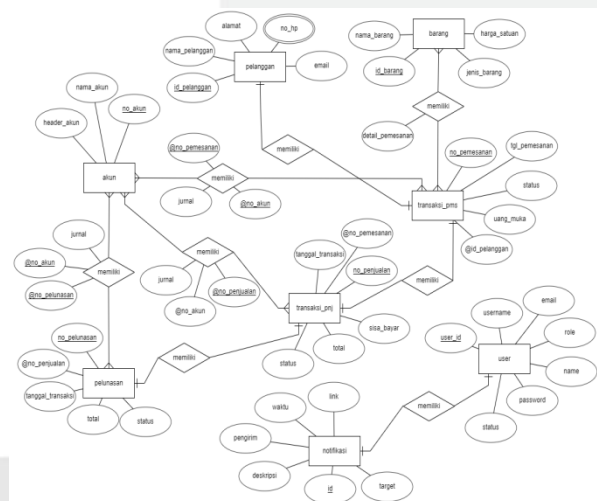 alamat
no_hp
nama_pelanggan
pelanggan
id_pelanggan
email
barang
nama_barang
harga_satuan
id_barang
jenis_barang
memiliki
detail_pemesanan
nama_akun
no_akun
header_akun
akun
memiliki
@no_pemesanan
memiliki
jurnal
@no_akun
no_pemesanan
tgl_pemesanan
status
transaksi_pms
uang_muka
@id_pelanggan
jurnal
@no_akun
memiliki
@no_pelunasan
memiliki
jurnal
@no_akun
@no_penjualan
@no_pemesanan
tanggal_transaksi
no_penjualan
transaksi_pnj
sisa_bayar
status
total
memiliki
no_pelunasan
@no_penjualan
pelunasan
tanggal_transaksi
total
status
memiliki
email
username
user_id
role
user
name
password
status
memiliki
link
waktu
pengirim
notifikasi
deskripsi
id
target